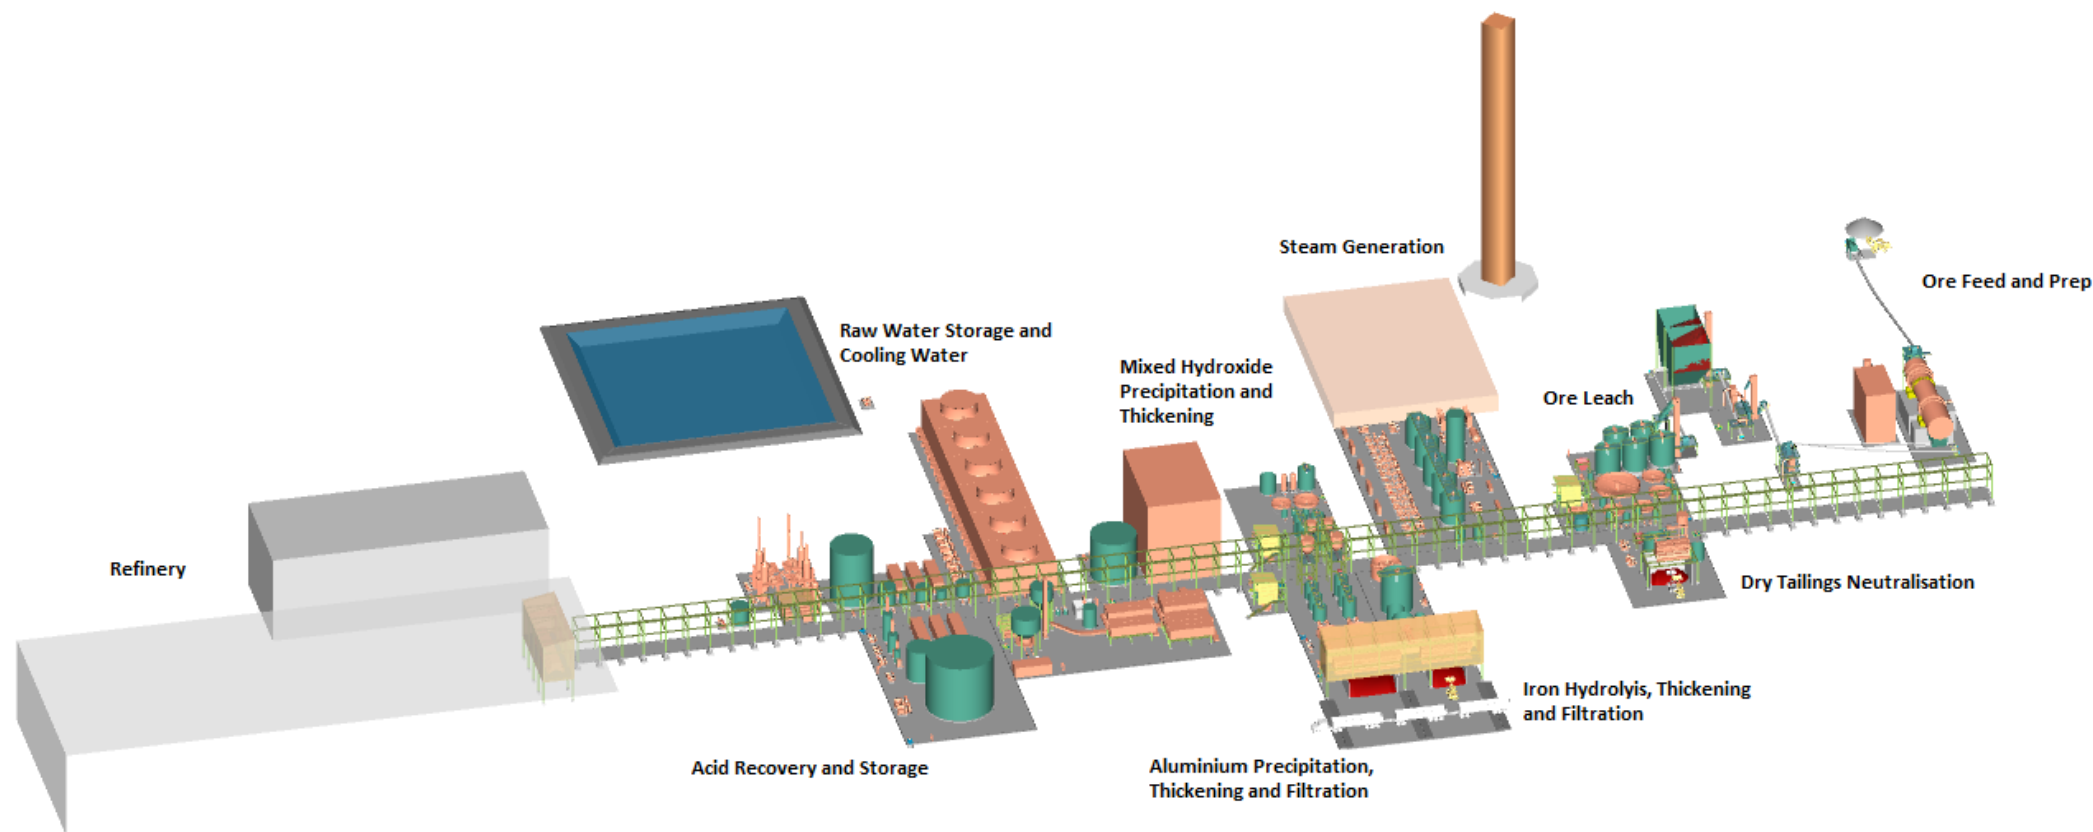 Steam Generation
Ore Feed and Prep
Raw Water Storage and
Cooling Water
Mixed Hydroxide
Precipitation and
Thickening
Ore Leach
Refinery
Dry Tailings Neutralisation
Iron Hydrolyis, Thickening
and Filtration
Acid Recovery and Storage
Aluminium Precipitation,
Thickening and Filtration